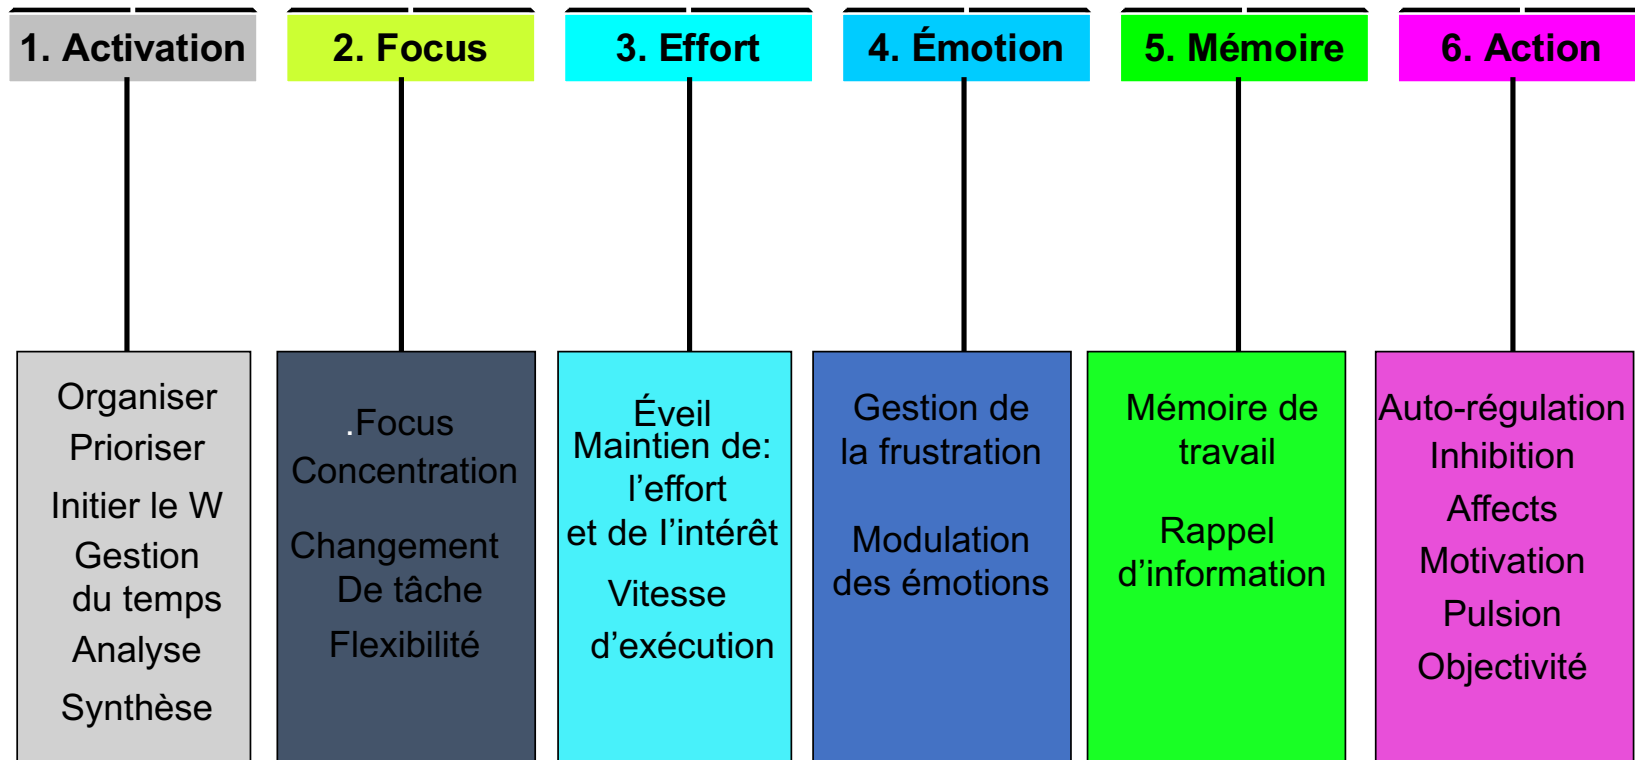 1. Activation
2. Focus
3. Effort
4. Émotion
5. Mémoire
6. Action
Organiser
Prioriser
Initier le W
Gestion
du temps
Analyse
Synthèse
.Focus
Concentration
Changement
De tâche
Flexibilité
Éveil
Maintien de:
l’effort
et de l’intérêt
Vitesse
d’exécution
Gestion de
la frustration
Modulation
des émotions
Mémoire de
travail
Rappel
d’information
Auto-régulation
Inhibition
Affects
Motivation
Pulsion
Objectivité